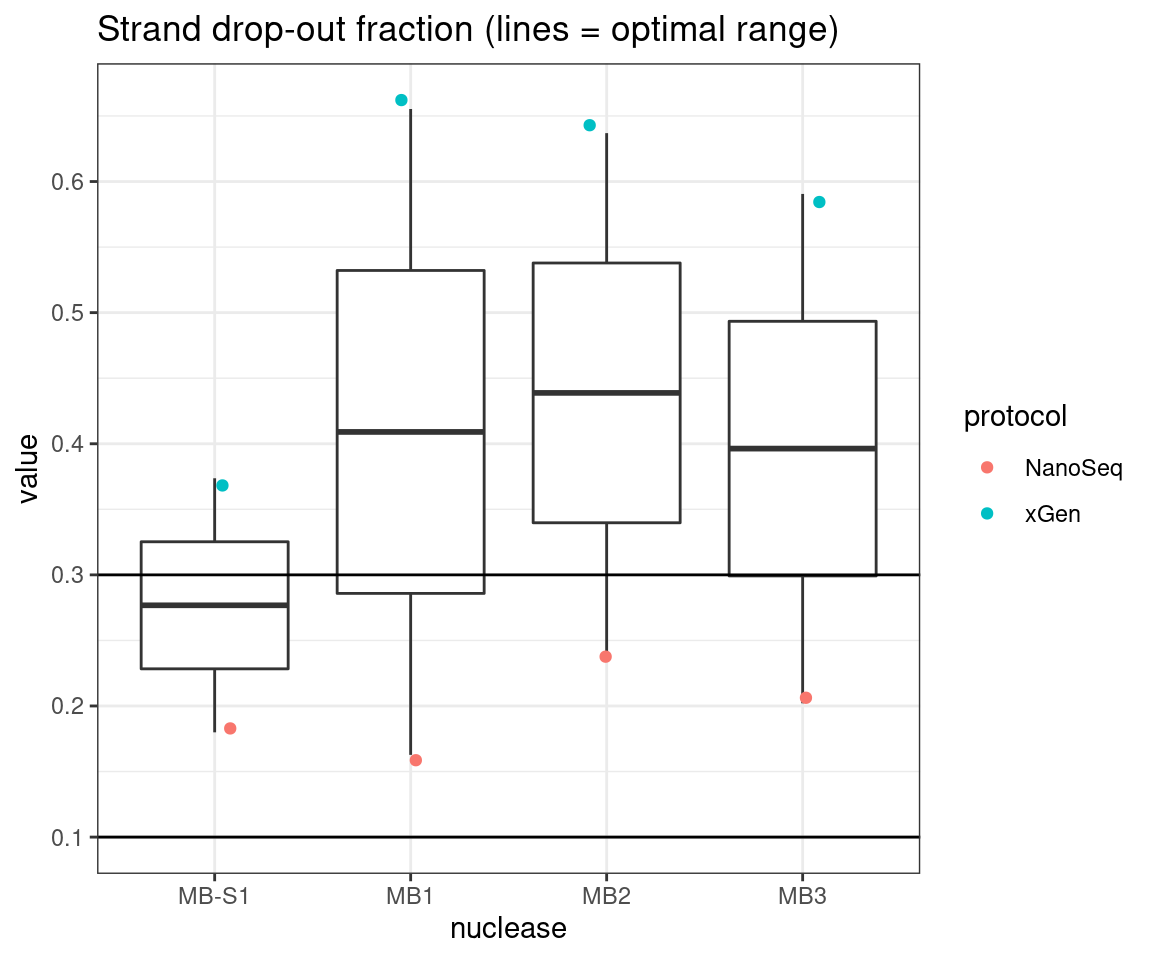 Strand drop-out fraction (lines = optimal range)
value
0.6
0.5
0.4
0.3
0.2
0.1
MB-S1 MB1 MB2 MB3
nuclease
protocol
NanoSeq
xGen